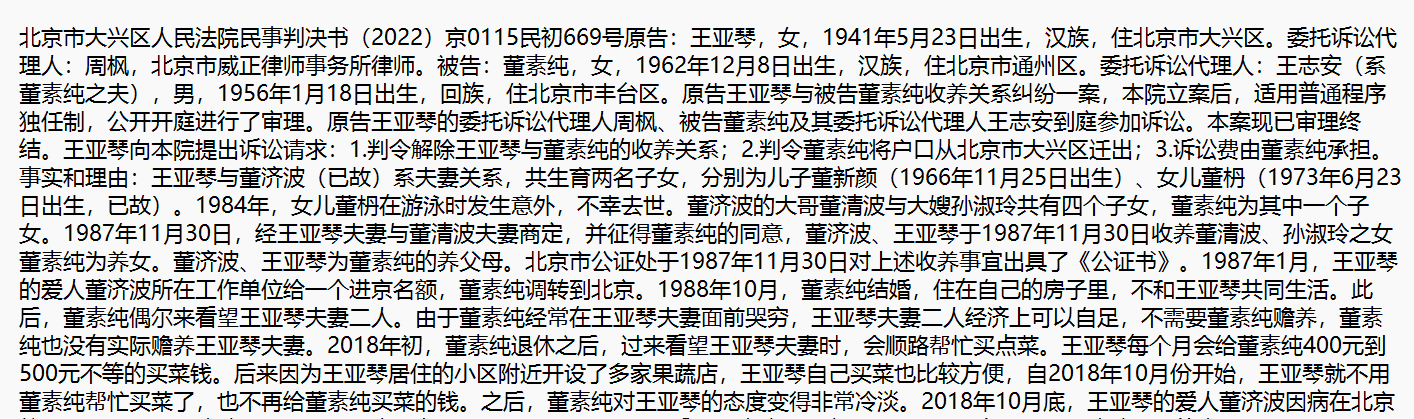 北京市大兴区人民法院民事判决书（2022）京0115民初669号原告：王亚琴，女，1941年5月23日出生，汉族，住北京市大兴区。委托诉讼代
理人：周枫，北京市威正律师事务所律师。被告：董素纯，女，1962年12月8日出生，汉族，住北京市通州区。委托诉讼代理人：王志安（系
董素纯之夫），男，1956年1月18日出生，回族，住北京市丰台区。原告王亚琴与被告董素纯收养关系纠纷一案，本院立案后，适用普通程序
独任制，公开开庭进行了审理。原告王亚琴的委托诉讼代理人周枫、被告董素纯及其委托诉讼代理人王志安到庭参加诉讼。本案现已审理终
结。王亚琴向本院提出诉讼请求：1.判令解除王亚琴与董素纯的收养关系；2.判令董素纯将户口从北京市大兴区迁出；3.诉讼费由董素纯承担。
事实和理由：王亚琴与董济波（已故）系夫妻关系，共生育两名子女，分别为儿子董新颜（1966年11月25日出生）、女儿董枬（1973年6月23
日出生，已故）。1984年，女儿董枬在游泳时发生意外，不幸去世。董济波的大哥董清波与大嫂孙淑玲共有四个子女，董素纯为其中一个子
女。1987年11月30日，经王亚琴夫妻与董清波夫妻商定，并征得董素纯的同意，董济波、王亚琴于1987年11月30日收养董清波、孙淑玲之女
董素纯为养女。董济波、王亚琴为董素纯的养父母。北京市公证处于1987年11月30日对上述收养事宜出具了《公证书》。1987年1月，王亚琴
的爱人董济波所在工作单位给一个进京名额，董素纯调转到北京。1988年10月，董素纯结婚，住在自己的房子里，不和王亚琴共同生活。此
后，董素纯偶尔来看望王亚琴夫妻二人。由于董素纯经常在王亚琴夫妻面前哭穷，王亚琴夫妻二人经济上可以自足，不需要董素纯赡养，董素
纯也没有实际赡养王亚琴夫妻。2018年初，董素纯退休之后，过来看望王亚琴夫妻时，会顺路帮忙买点菜。王亚琴每个月会给董素纯400元到
500元不等的买菜钱。后来因为王亚琴居住的小区附近开设了多家果蔬店，王亚琴自己买菜也比较方便，自2018年10月份开始，王亚琴就不用
董素纯帮忙买菜了，也不再给董素纯买菜的钱。之后，董素纯对王亚琴的态度变得非常冷淡。2018年10月底，王亚琴的爱人董济波因病在北京